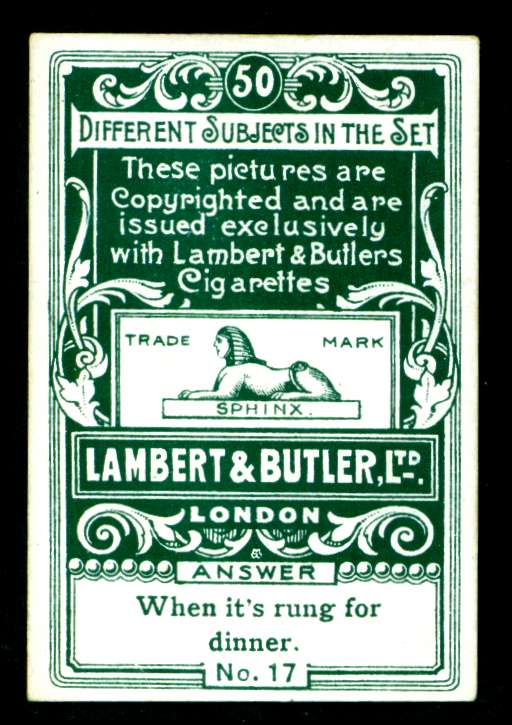 50
DIFFERENT SUBJECTS IN THE SET
These pictures are
Copyrighted and are
issued exclusively
with Lambert & Butlers
Cigarettes
TRADE MARK
SPHINX.
LAMBERT & BUTLER, LTD.
LONDON
ANSWER
When it's rung for
dinner.
No. 17